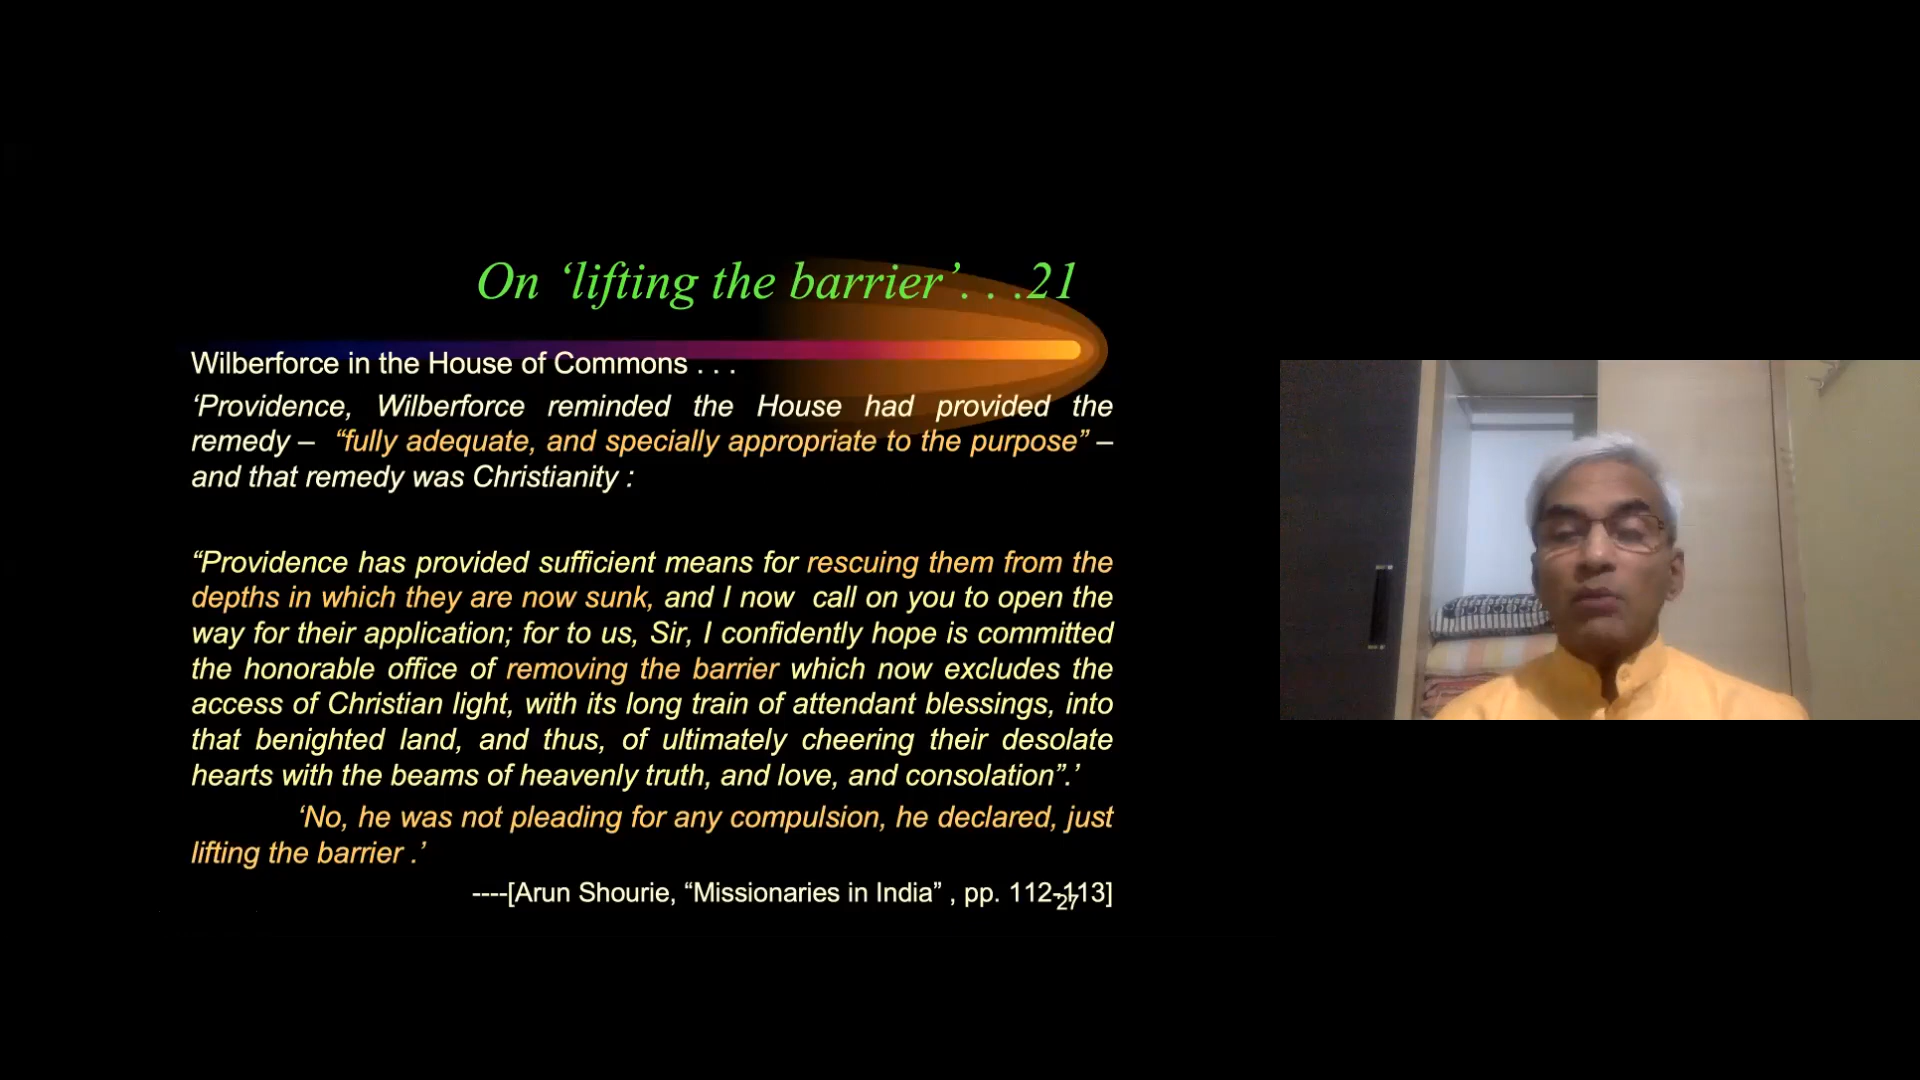 On ‘lifting the barrier’. . .21
Wilberforce in the House of Commons . . .
‘Providence, Wilberforce reminded the House had provided the
remedy – “fully adequate, and specially appropriate to the purpose” –
and that remedy was Christianity :
“Providence has provided sufficient means for rescuing them from the
depths in which they are now sunk, and I now call on you to open the
way for their application; for to us, Sir, I confidently hope is committed
the honorable office of removing the barrier which now excludes the
access of Christian light, with its long train of attendant blessings, into
that benighted land, and thus, of ultimately cheering their desolate
hearts with the beams of heavenly truth, and love, and consolation”.’
‘No, he was not pleading for any compulsion, he declared, just
lifting the barrier .’
----[Arun Shourie, “Missionaries in India” , pp. 112-113]
27